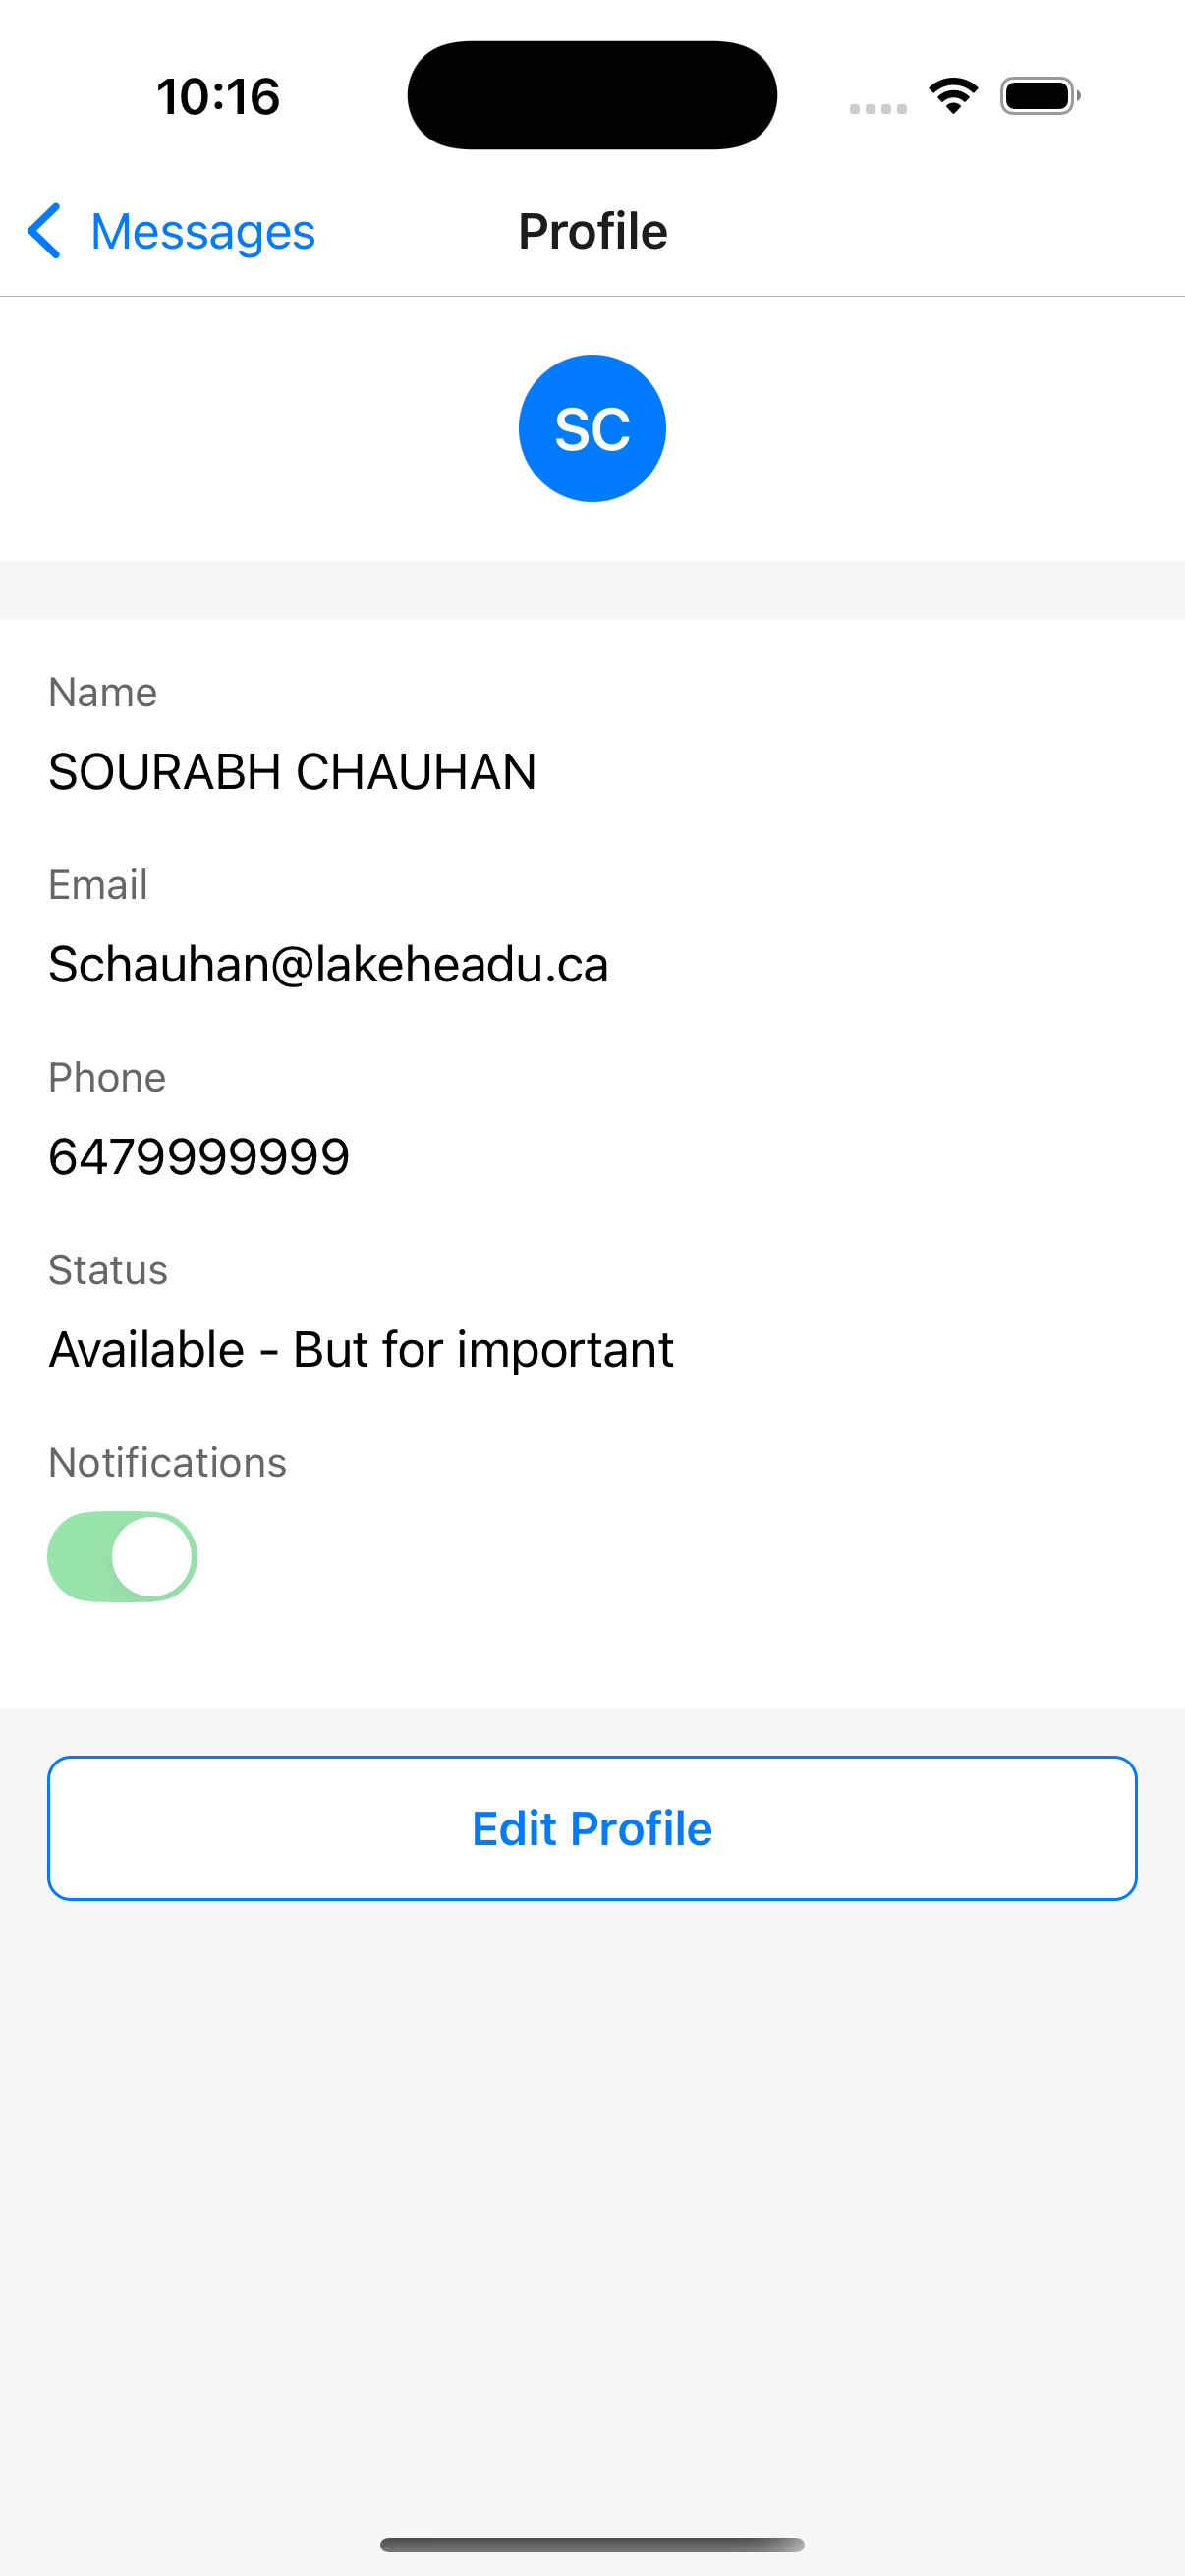 10:16
Messages
Profile
SC
Name
SOURABH CHAUHAN
Email
Schauhan@lakeheadu.ca
Phone
6479999999
Status
Available - But for important
Notifications
Edit Profile